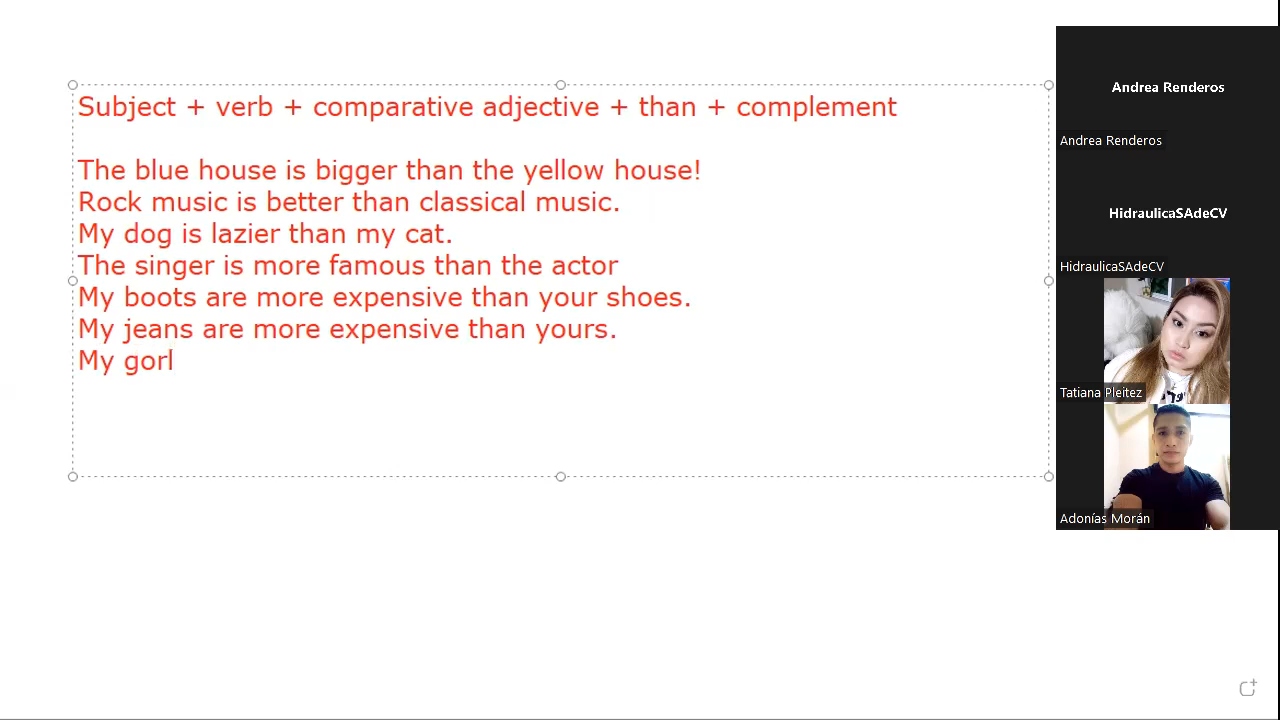 Subject + verb + comparative adjective + than + complement
The blue house is bigger than the yellow house!
Rock music is better than classical music.
My dog is lazier than my cat.
The singer is more famous than the actor
My boots are more expensive than your shoes.
My jeans are more expensive than yours.
My gorl
Andrea Renderos
Andrea Renderos
HidraulicaSAdeCV
HidraulicaSAdeCV
Tatiana Pleitez
Adonías Morán